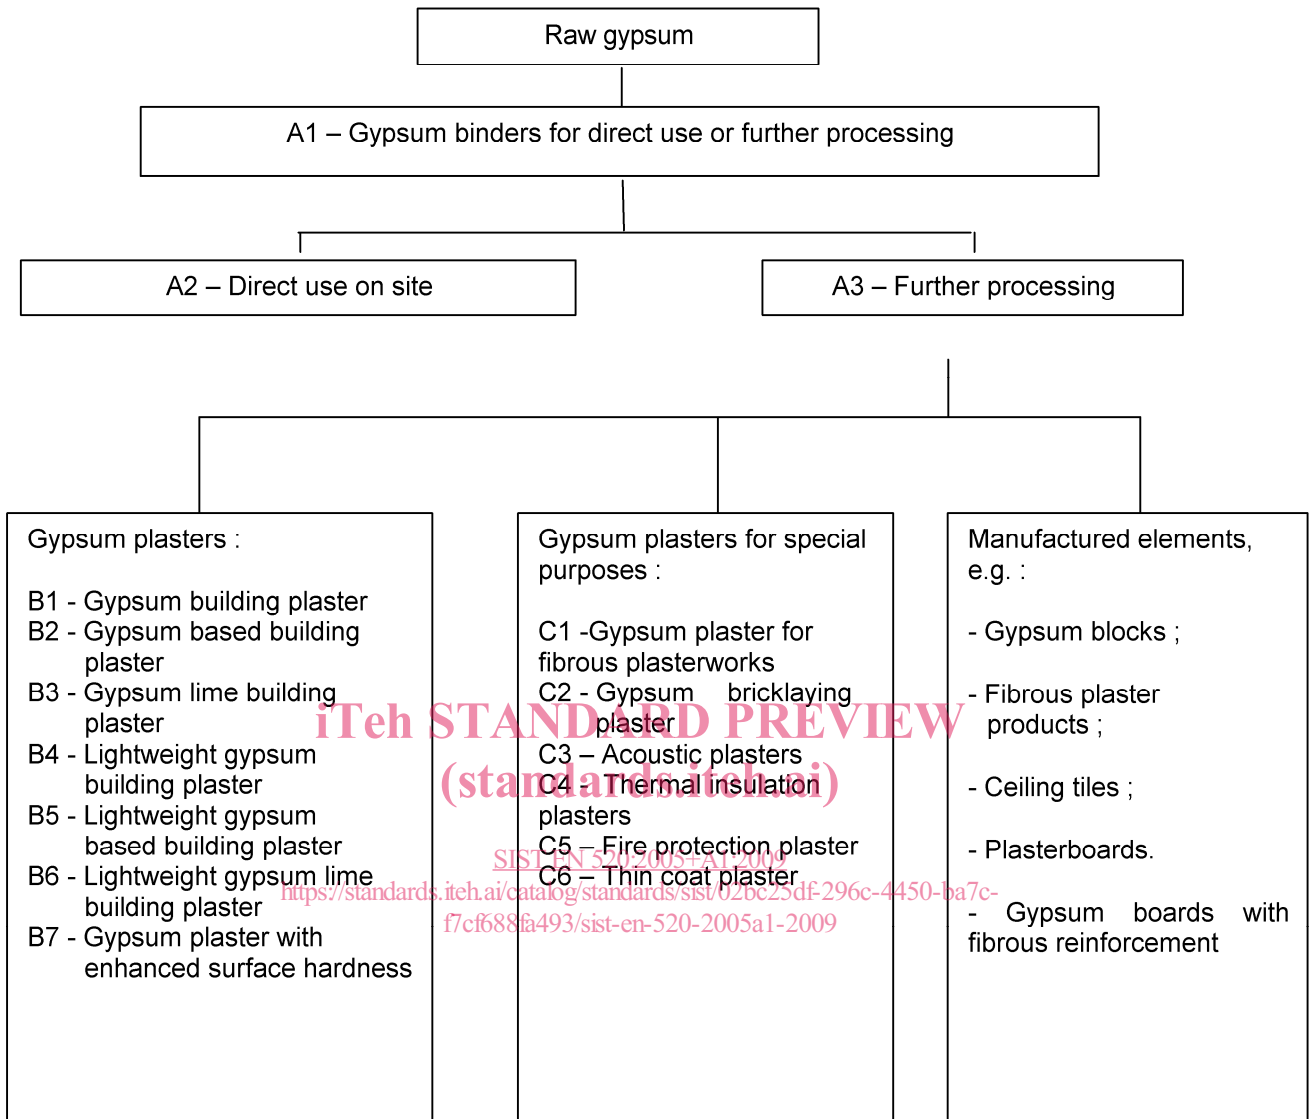 Raw gypsum
A1 – Gypsum binders for direct use or further processing
A2 – Direct use on site
A3 – Further processing
Gypsum plasters :
B1 - Gypsum building plaster
B2 - Gypsum based building
plaster
B3 - Gypsum lime building
plaster
B4 - Lightweight gypsum
building plaster
B5 - Lightweight gypsum
based building plaster
B6 - Lightweight gypsum lime
building plaster
B7 - Gypsum plaster with
enhanced surface hardness
Gypsum plasters for special
purposes :
C1 -Gypsum plaster for
fibrous plasterworks
C2 - Gypsum bricklaying
plaster
C3 – Acoustic plasters
C4 - Thermal insulation
plasters
C5 – Fire protection plaster
C6 – Thin coat plaster
Manufactured elements,
e.g. :
- Gypsum blocks ;
- Fibrous plaster
products ;
- Ceiling tiles ;
- Plasterboards.
- Gypsum boards with
fibrous reinforcement
iTeh STANDARD PREVIEW
(standards.iteh.ai)
SIST EN 520:2005+A1:2009
https://standards.iteh.ai/catalog/standards/sist/02bc25df-296c-4450-ba7c-
f7cf688fa493/sist-en-520-2005a1-2009